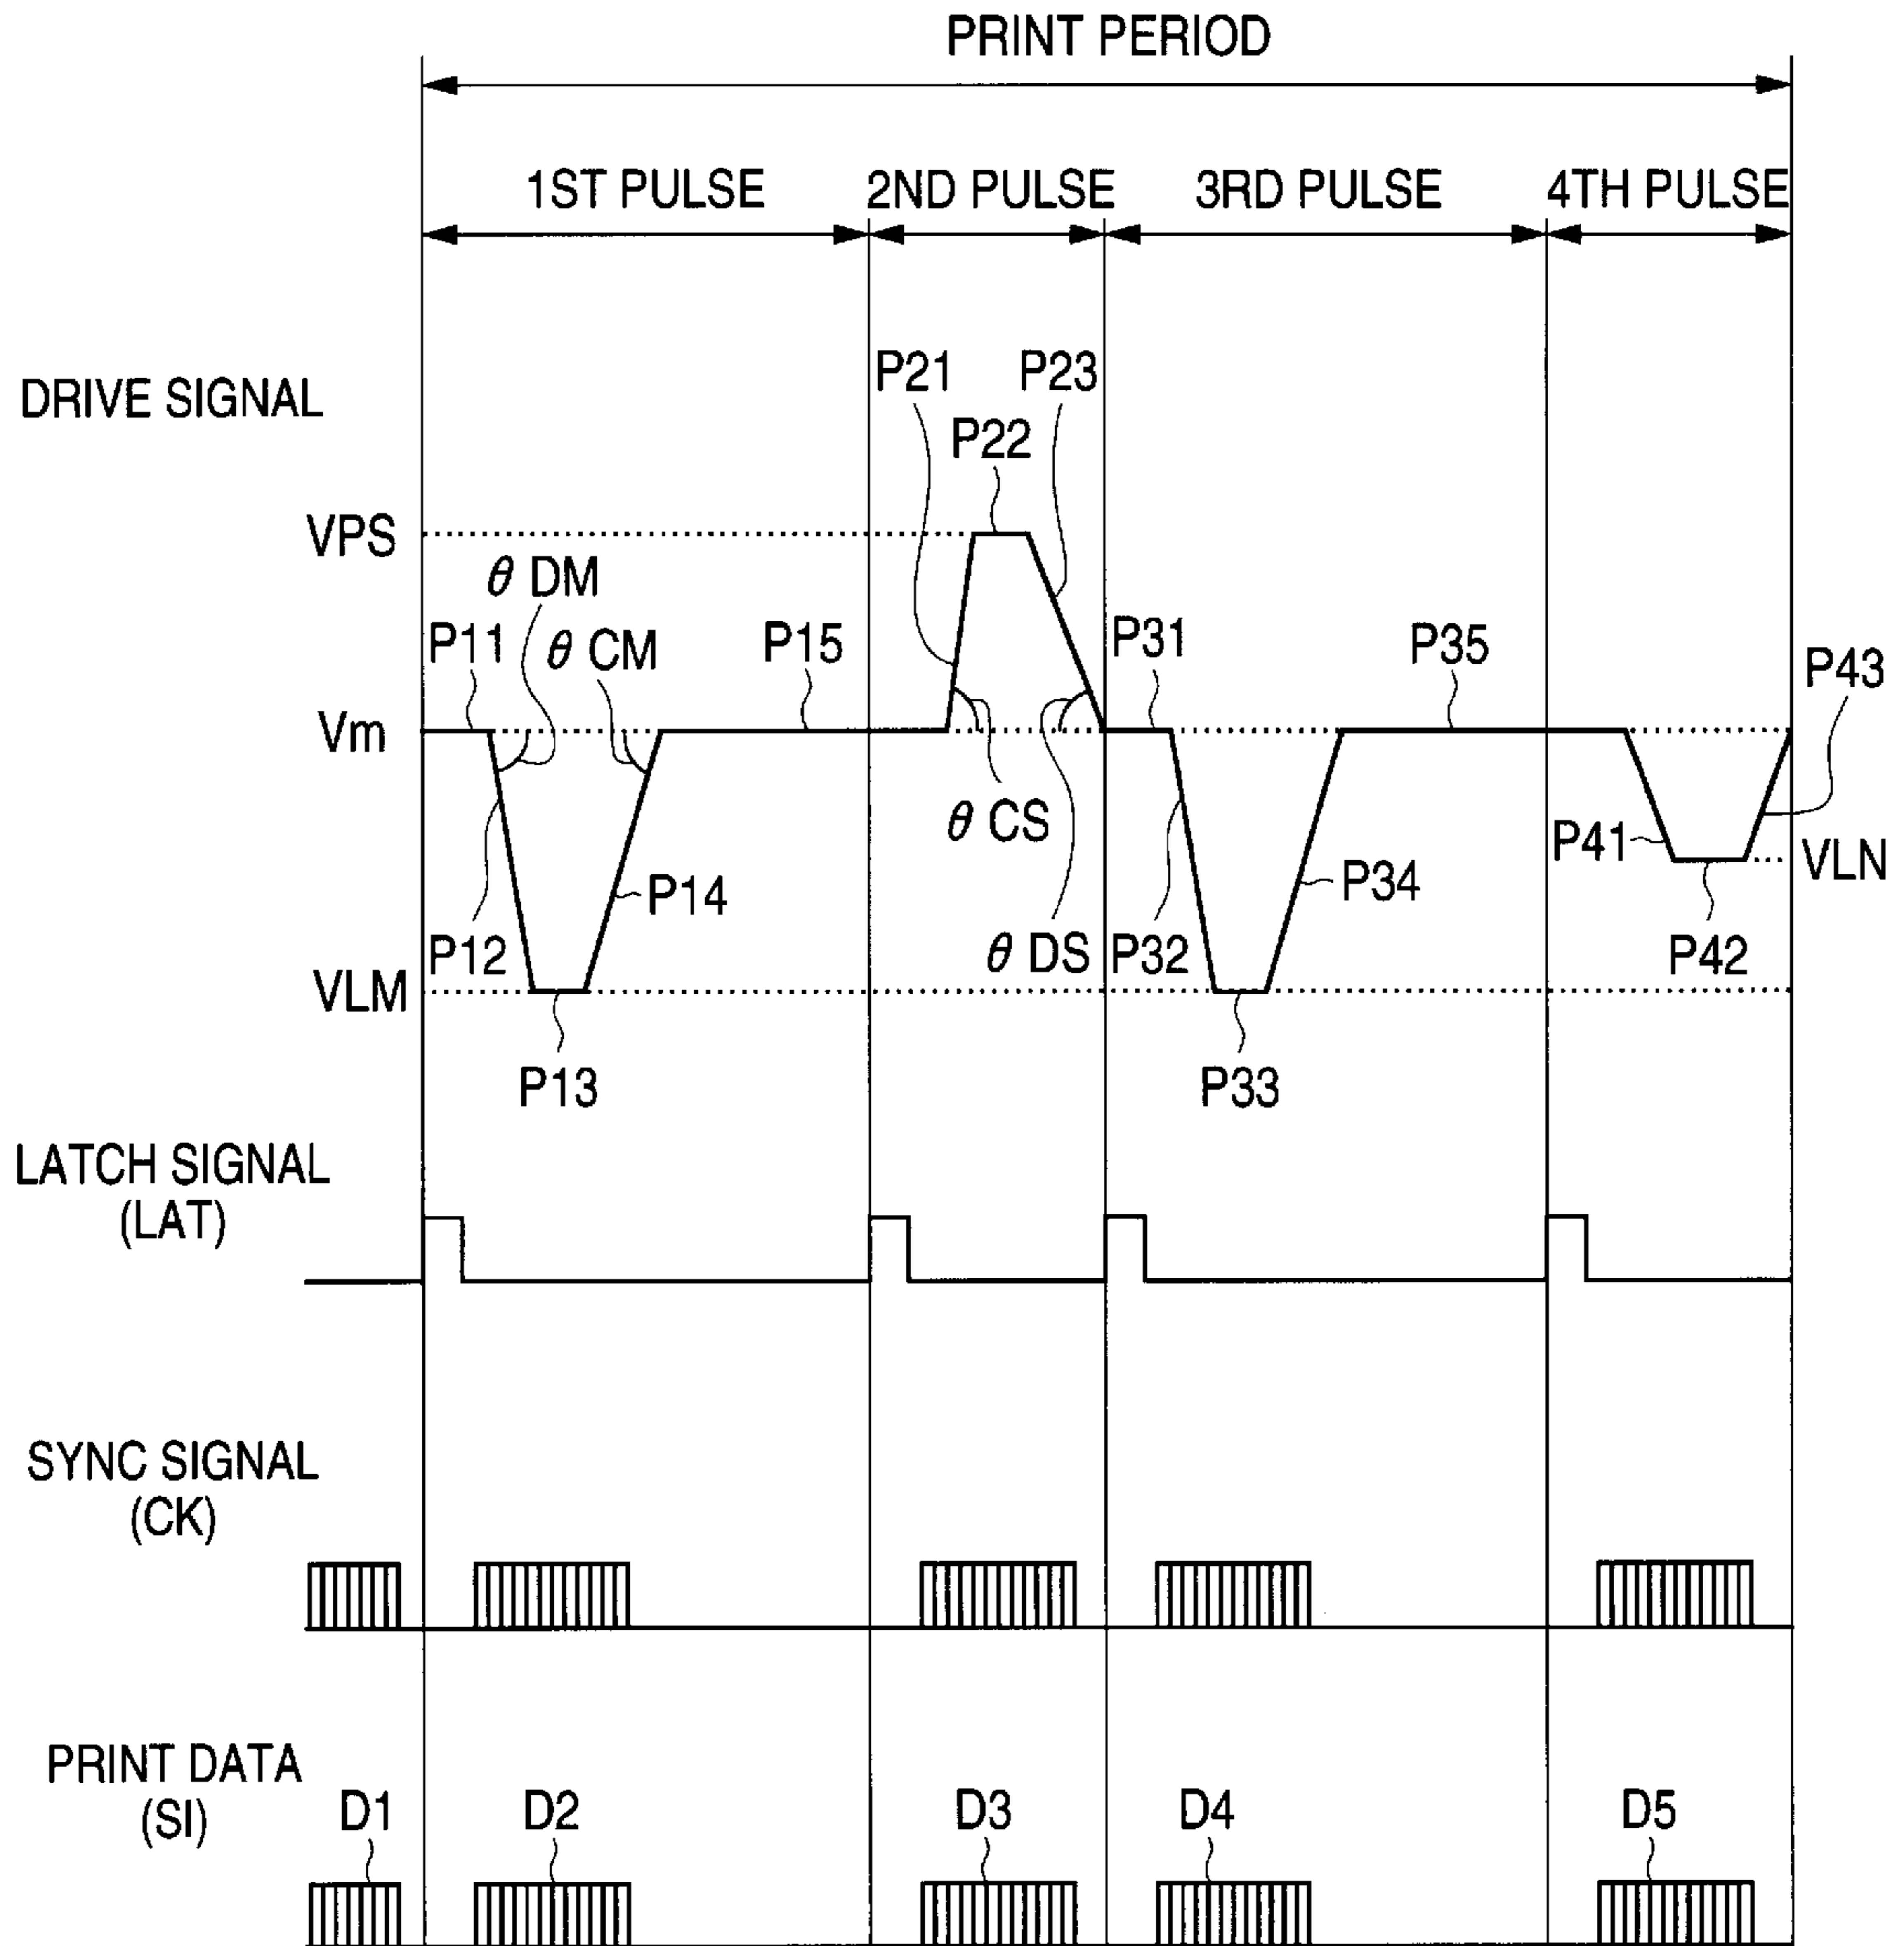 PRINT PERIOD
1ST PULSE
2ND PULSE
3RD PULSE
4TH PULSE
DRIVE SIGNAL
P21
P23
P22
VPS
θ DM
P11
θ CM
P15
P31
P35
P43
Vm
θ CS
P41
VLN
P14
P34
P12
θ DS
P32
P42
VLM
P13
P33
LATCH SIGNAL
(LAT)
SYNC SIGNAL
(CK)
PRINT DATA
(SI)
D1
D2
D3
D4
D5